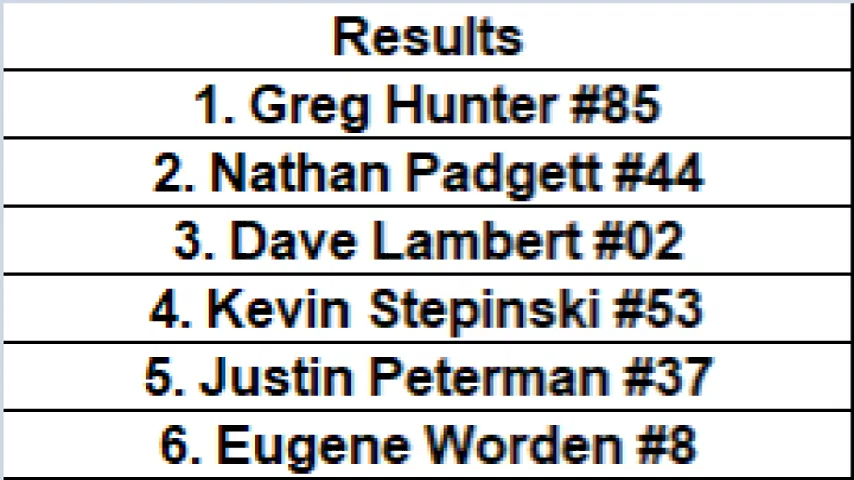 Results
1. Greg Hunter #85
2. Nathan Padgett #44
3. Dave Lambert #02
4. Kevin Stepinski #53
5. Justin Peterman #37
6. Eugene Worden #8